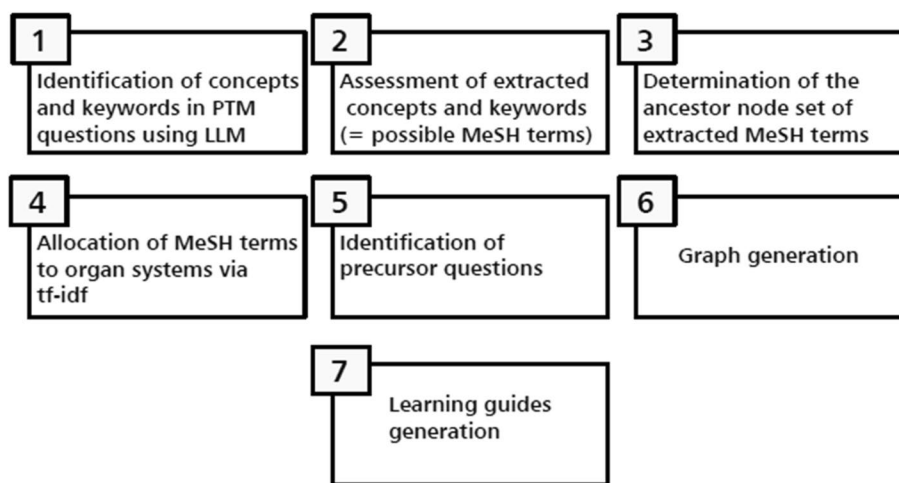 1
Identification of concepts
and keywords in PTM
questions using LLM
2
Assessment of extracted
concepts and keywords
(= possible MeSH terms)
3
Determination of the
ancestor node set of
extracted MeSH terms
4
Allocation of MeSH terms
to organ systems via
tf-idf
5
Identification of
precursor questions
6
Graph generation
7
Learning guides
generation